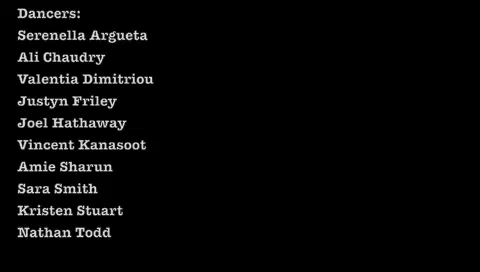 Dancers:
Serenella Argueta
Ali Chaudry
Valentia Dimitriou
Justyn Friley
Joel Hathaway
Vincent Kanasoot
Amie Sharun
Sara Smith
Kristen Stuart
Nathan Todd